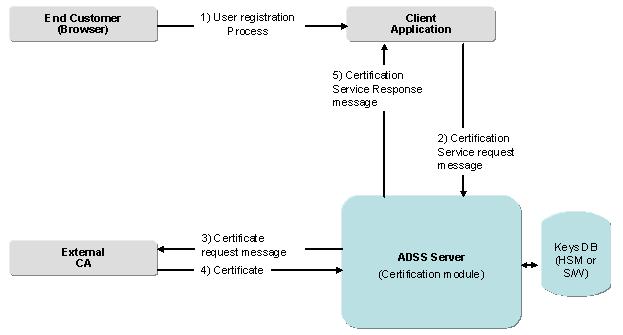 End Customer
(Browser)
1) User registration
Process
Client
Application
5) Certification
Service Response
message
2) Certification
Service request
message
External
CA
3) Certificate
request message
4) Certificate
ADSS Server
(Certification module)
Keys DB
(HSM or
S/W)